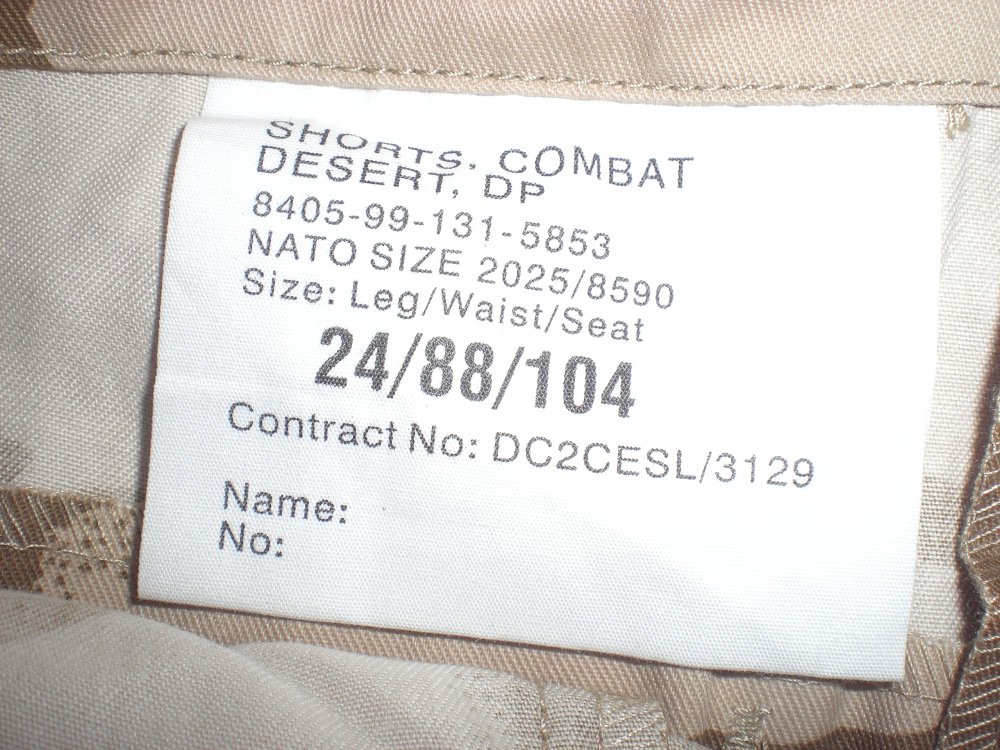 SHORTS, COMBAT
DESERT, DP
8405-99-131-5853
NATO SIZE 2025/8590
Size: Leg/Waist/Seat
24/88/104
Contract No: DC2CESL/3129
Name:
No: